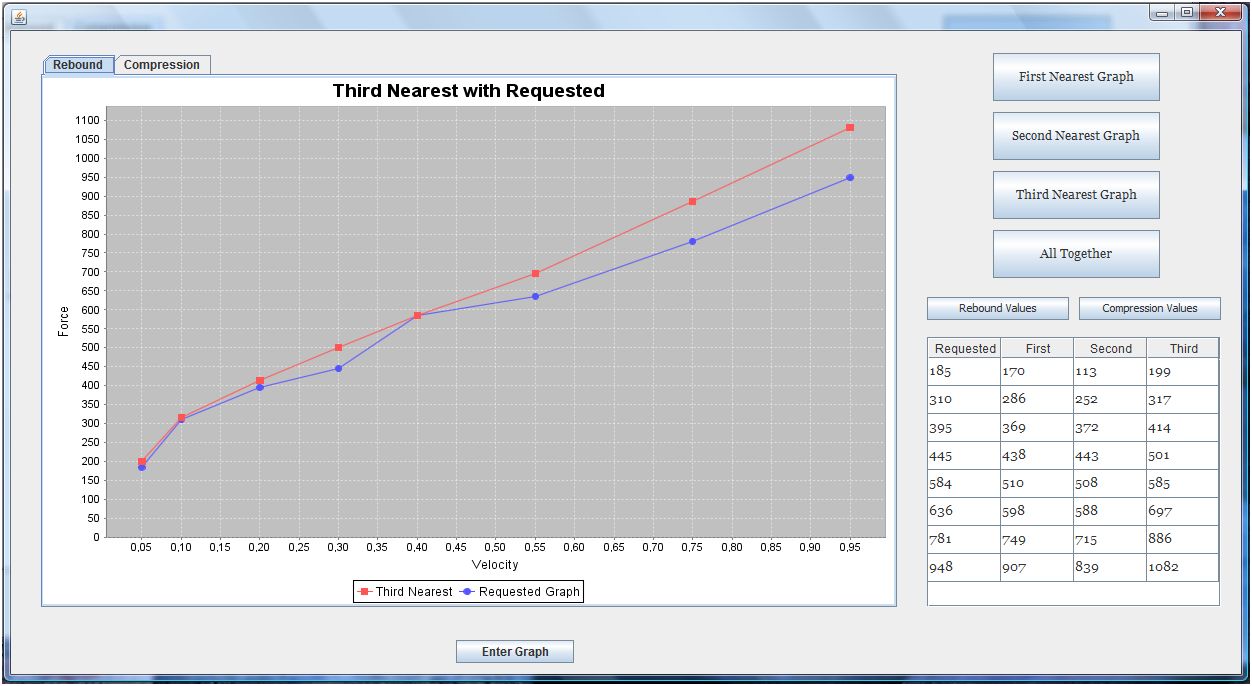 Rebound Compression
Third Nearest with Requested
1100
1050
1000
950
900
850
800
750
700
650
600
550
500
450
400
350
300
250
200
150
100
50
0
Force
0,05 0,10 0,15 0,20 0,25 0,30 0,35 0,40 0,45 0,50 0,55 0,60 0,65 0,70 0,75 0,80 0,85 0,90 0,95
Velocity
Third Nearest Requested Graph
Enter Graph
First Nearest Graph
Second Nearest Graph
Third Nearest Graph
All Together
Rebound Values Compression Values
Requested First Second Third
185 170 113 199
310 286 252 317
395 369 372 414
445 438 443 501
584 510 508 585
636 598 588 697
781 749 715 886
948 907 839 1082